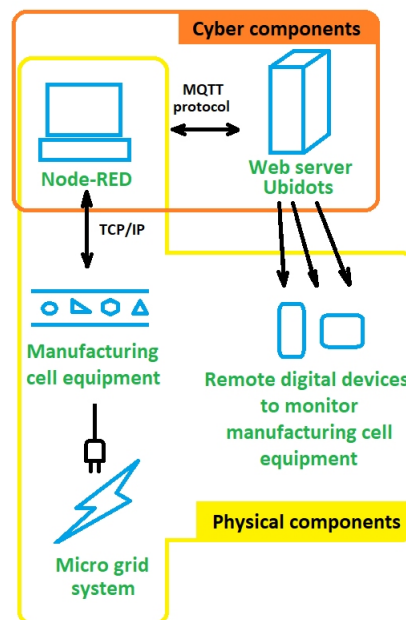 Cyber components
MQTT
protocol
Node-RED
Web server
Ubidots
TCP/IP
Manufacturing
cell equipment
Remote digital devices
to monitor
manufacturing cell
equipment
Physical components
Micro grid
system